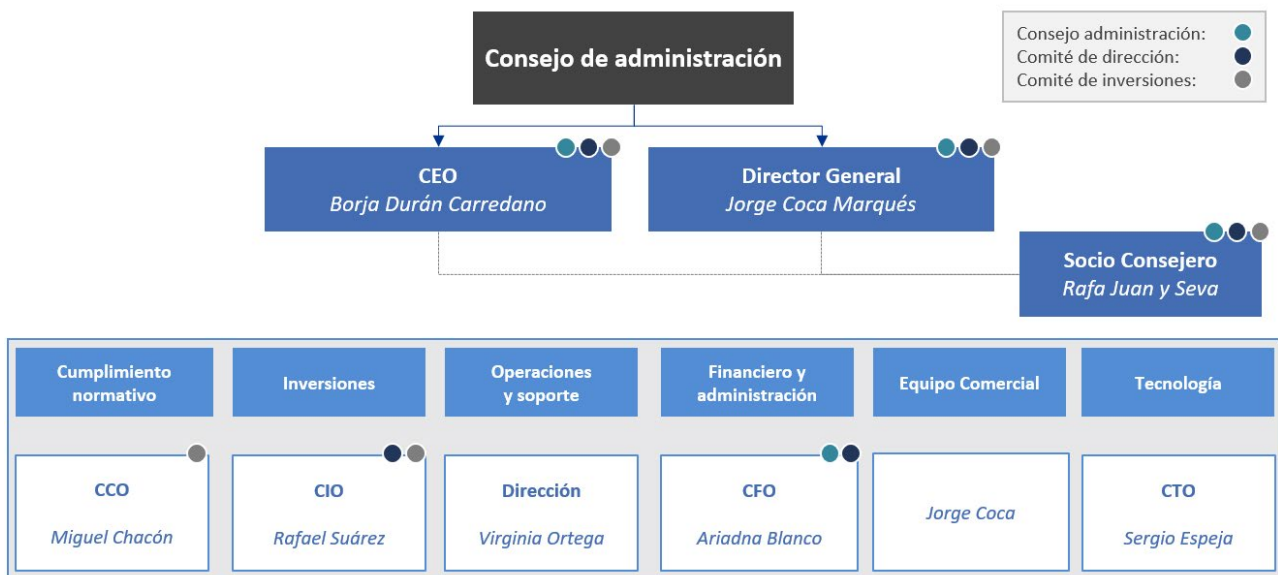 Consejo de administración
Consejo administración:
Comité de dirección:
Comité de inversiones:
CEO
Borja Durán Carredano
Director General
Jorge Coca Marqués
Socio Consejero
Rafa Juan y Seva
Cumplimiento
normativo
Inversiones
Operaciones
y soporte
Financiero y
administración
Equipo Comercial
Tecnología
CCO
Miguel Chacón
CIO
Rafael Suárez
Dirección
Virginia Ortega
CFO
Ariadna Blanco
Jorge Coca
CTO
Sergio Espeja